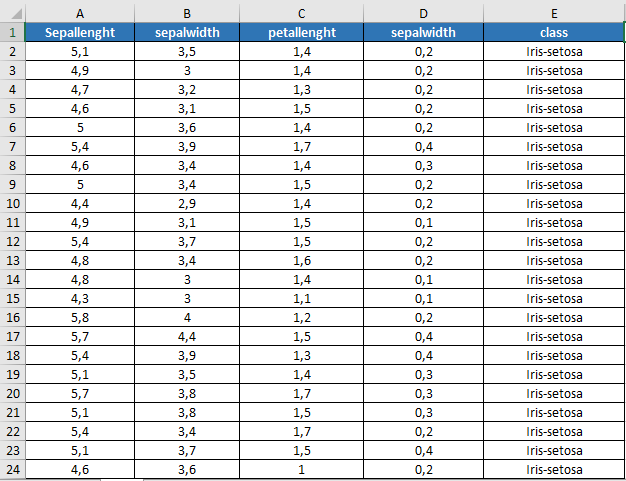 A B C D E
1 Sepallenght sepalwidth petallenght sepalwidth class
2 5,1 3,5 1,4 0,2 Iris-setosa
3 4,9 3 1,4 0,2 Iris-setosa
4 4,7 3,2 1,3 0,2 Iris-setosa
5 4,6 3,1 1,5 0,2 Iris-setosa
6 5 3,6 1,4 0,2 Iris-setosa
7 5,4 3,9 1,7 0,4 Iris-setosa
8 4,6 3,4 1,4 0,3 Iris-setosa
9 5 3,4 1,5 0,2 Iris-setosa
10 4,4 2,9 1,4 0,2 Iris-setosa
11 4,9 3,1 1,5 0,1 Iris-setosa
12 5,4 3,7 1,5 0,2 Iris-setosa
13 4,8 3,4 1,6 0,2 Iris-setosa
14 4,8 3 1,4 0,1 Iris-setosa
15 4,3 3 1,1 0,1 Iris-setosa
16 5,8 4 1,2 0,2 Iris-setosa
17 5,7 4,4 1,5 0,4 Iris-setosa
18 5,4 3,9 1,3 0,4 Iris-setosa
19 5,1 3,5 1,4 0,3 Iris-setosa
20 5,7 3,8 1,7 0,3 Iris-setosa
21 5,1 3,8 1,5 0,3 Iris-setosa
22 5,4 3,4 1,7 0,2 Iris-setosa
23 5,1 3,7 1,5 0,4 Iris-setosa
24 4,6 3,6 1 0,2 Iris-setosa